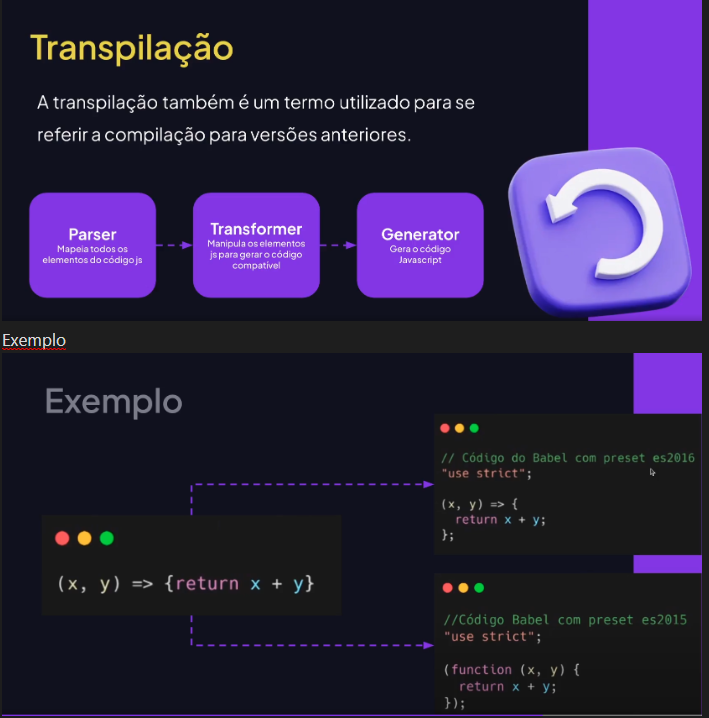 Transpilação
A transpilação também é um termo utilizado para se
referir a compilação para versões anteriores.
Parser
Mapeia todos os
elementos do código js
Transformer
Manipula os elementos
js para gerar o código
compatível
Generator
Gera o código
Javascript
Exemplo
Exemplo
(x, y) => {return x + y}
// Código do Babel com preset es2016
"use strict";
(x, y) => {
return x + y;
};
//Código Babel com preset es2015
"use strict";
(function (x, y) {
return x + y;
});